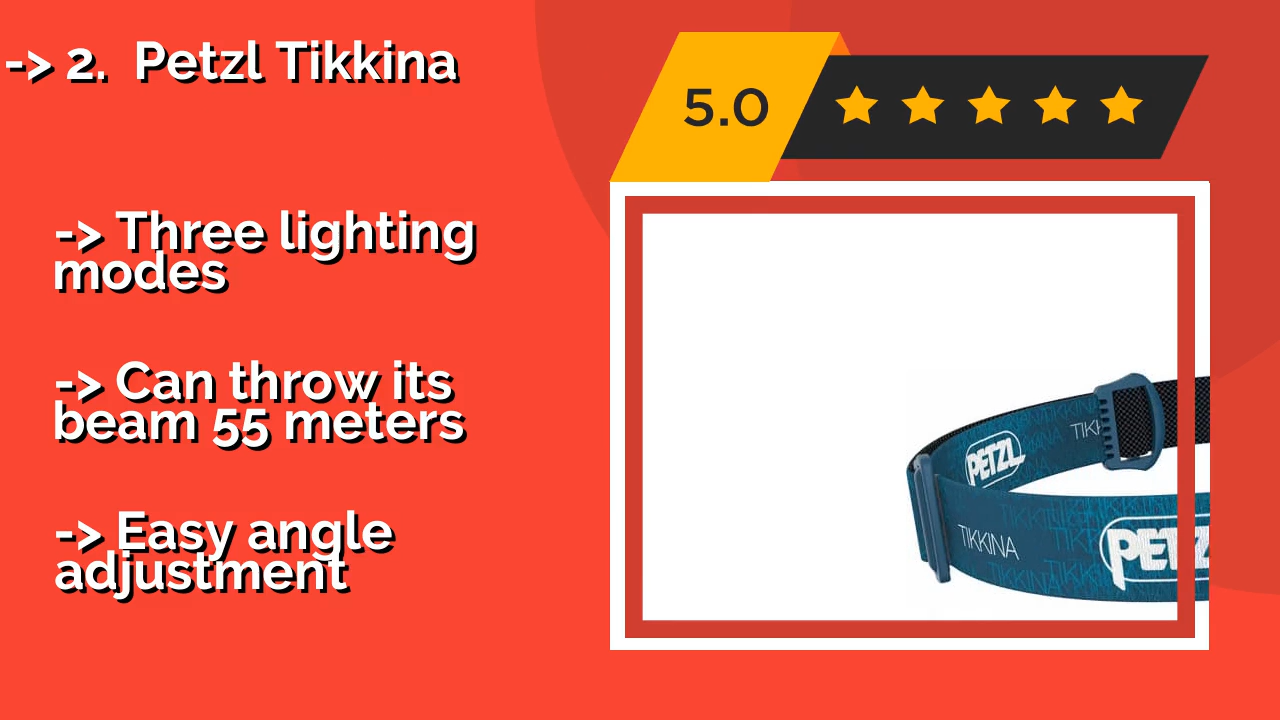 -> 2. Petzl Tikkina
5.0
-> Three lighting
modes
-> Can throw its
beam 55 meters
-> Easy angle
adjustment
PETZL
TIKKINA